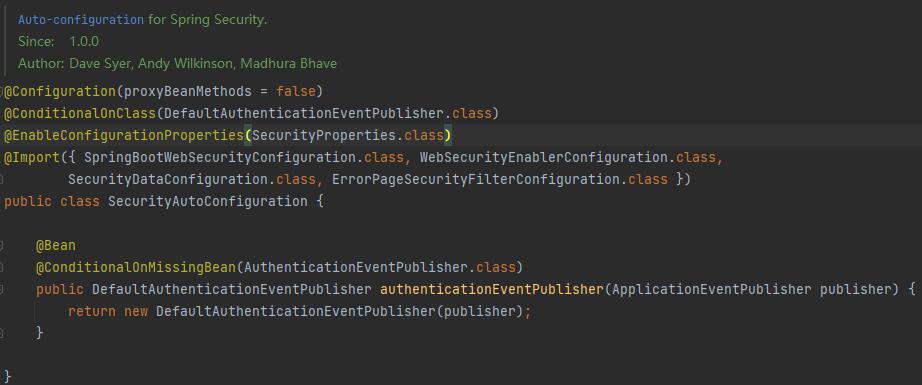 Auto-configuration for Spring Security.
Since: 1.0.0
Author: Dave Syer, Andy Wilkinson, Madhura Bhave
@Configuration(proxyBeanMethods = false)
@ConditionalOnClass(DefaultAuthenticationEventPublisher.class)
@EnableConfigurationProperties(SecurityProperties.class)
@Import({ SpringBootWebSecurityConfiguration.class, WebSecurityEnablerConfiguration.class,
        SecurityDataConfiguration.class, ErrorPageSecurityFilterConfiguration.class })
public class SecurityAutoConfiguration {
    @Bean
    @ConditionalOnMissingBean(AuthenticationEventPublisher.class)
    public DefaultAuthenticationEventPublisher authenticationEventPublisher(ApplicationEventPublisher publisher) {
        return new DefaultAuthenticationEventPublisher(publisher);
    }
}